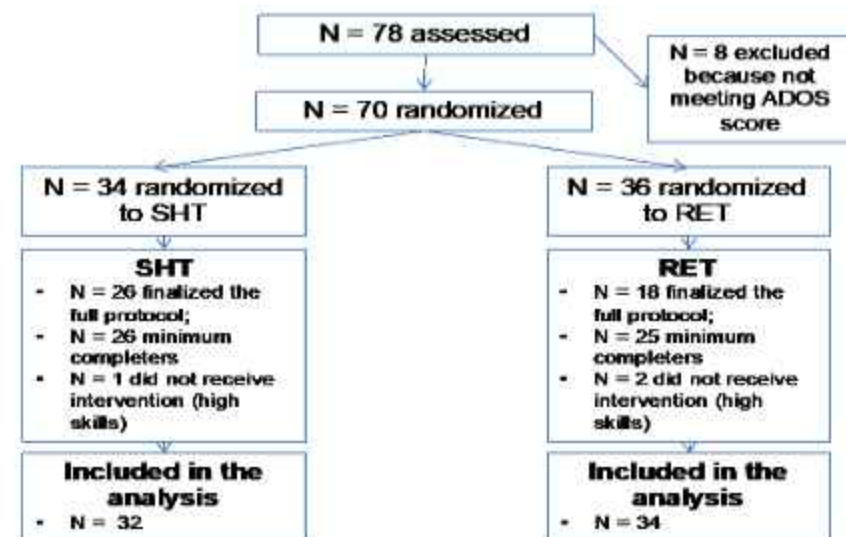 N = 78 assessed
N = 8 excluded
because not
meeting ADOS
score
N = 70 randomized
N = 34 randomized
to SHT
N = 36 randomized
to RET
SHT
- N = 26 finalized the
full protocol;
- N = 26 minimum
completers
- N = 1 did not receive
intervention (high
skills)
RET
- N = 18 finalized the
full protocol;
- N = 25 minimum
completers
- N = 2 did not receive
intervention (high
skills)
Included in the
analysis
- N = 32
Included in the
analysis
- N = 34